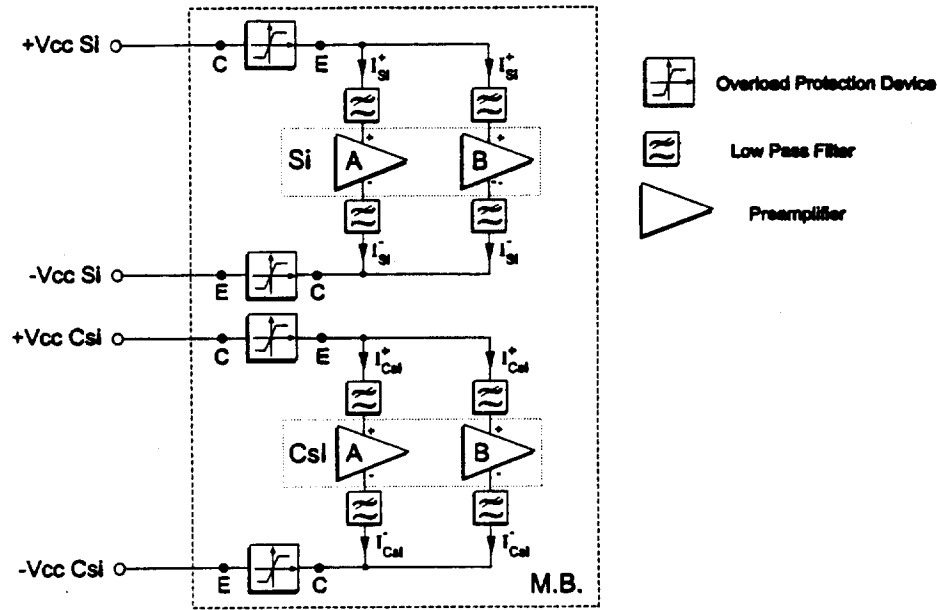 +Vcc Si
C
E
I+Si
I+Si
Overload Protection Device
Low Pass Filter
Preamplifier
+
+
Si
A
B
-
--
I-Si
I-Si
-Vcc Si
E
C
+Vcc CsI
C
E
I+CsI
I+CsI
+
+
CsI
A
B
-
-
I-CsI
I-CsI
-Vcc CsI
E
C
M.B.